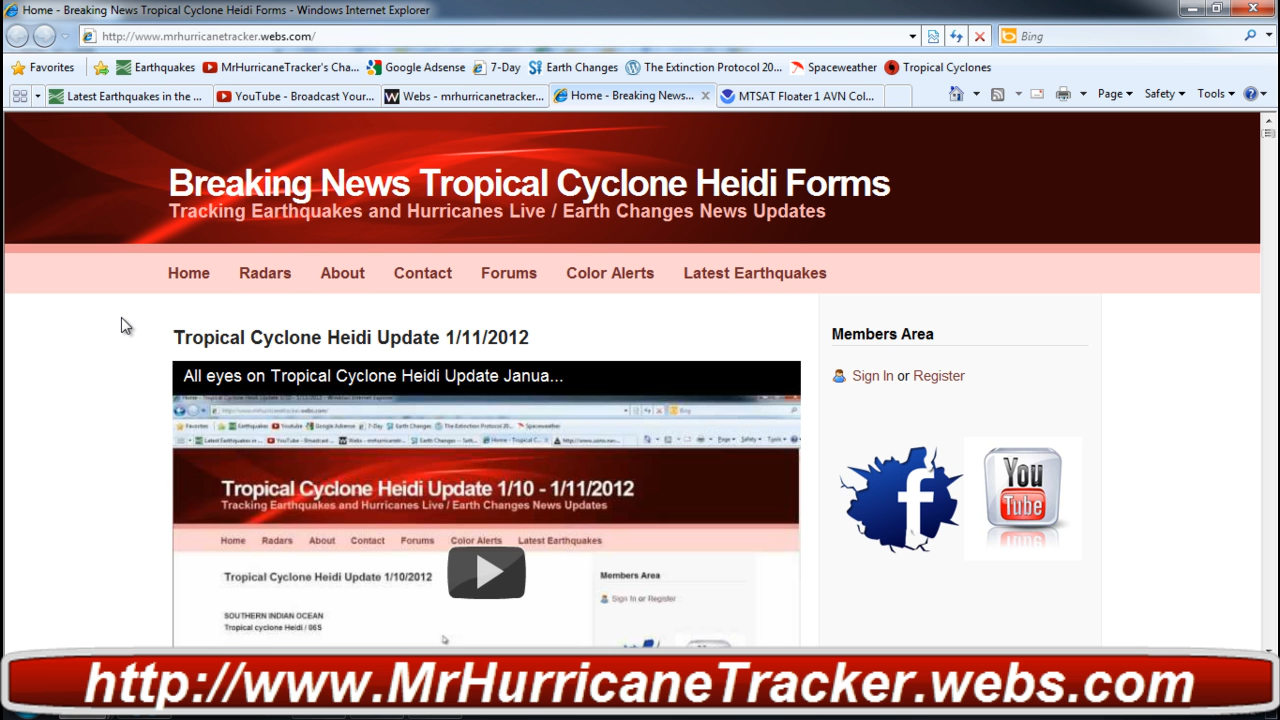 Home - Breaking News Tropical Cyclone Heidi Forms - Windows Internet Explorer
http://www.mrhurricanetracker.webs.com/
Bing
Favorites Earthquakes MrHurricaneTracker's Cha... Google Adsense 7-Day Earth Changes The Extinction Protocol 20... Spaceweather Tropical Cyclones
Latest Earthquakes in the ... YouTube - Broadcast Your... Webs - mrhurricanetracker... Home - Breaking News... MTSAT Floater 1 AVN Col... Page Safety Tools
Breaking News Tropical Cyclone Heidi Forms
Tracking Earthquakes and Hurricanes Live / Earth Changes News Updates
Home Radars About Contact Forums Color Alerts Latest Earthquakes
Tropical Cyclone Heidi Update 1/11/2012
Members Area
Sign In or Register
All eyes on Tropical Cyclone Heidi Update Janua...
Tropical Cyclone Heidi Update 1/10 - 1/11/2012
Tracking Earthquakes and Hurricanes Live / Earth Changes News Updates
Home Radars About Contact Forums Color Alerts Latest Earthquakes
Tropical Cyclone Heidi Update 1/10/2012
Members Area
Sign In or Register
SOUTHERN INDIAN OCEAN
Tropical cyclone Heidi / 06S
You
Tube
http://www.MrHurricaneTracker.webs.com